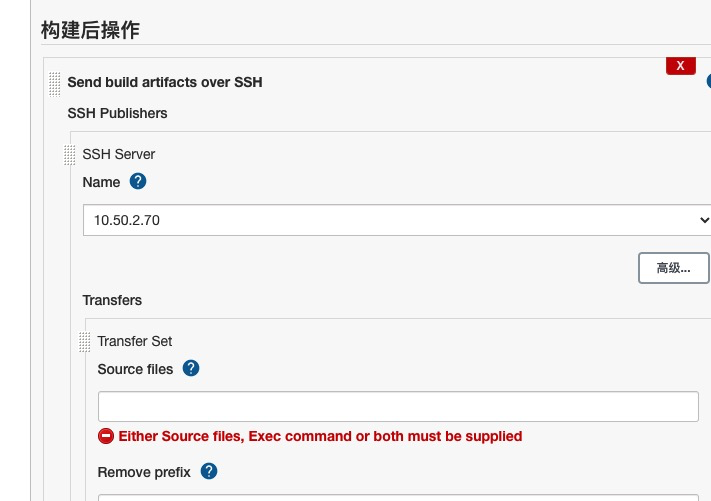 构建后操作
X
Send build artifacts over SSH
SSH Publishers
SSH Server
Name ?
10.50.2.70
高级...
Transfers
Transfer Set
Source files ?
Either Source files, Exec command or both must be supplied
Remove prefix ?